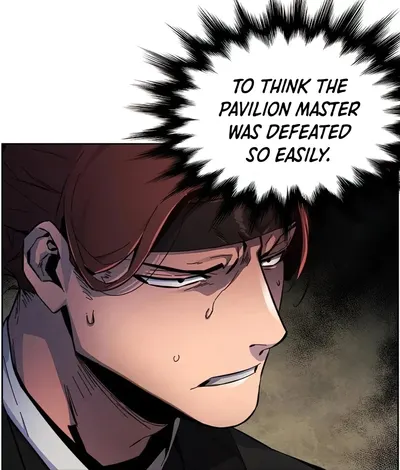 TO THINK THE
PAVILION MASTER
WAS DEFEATED
SO EASILY.